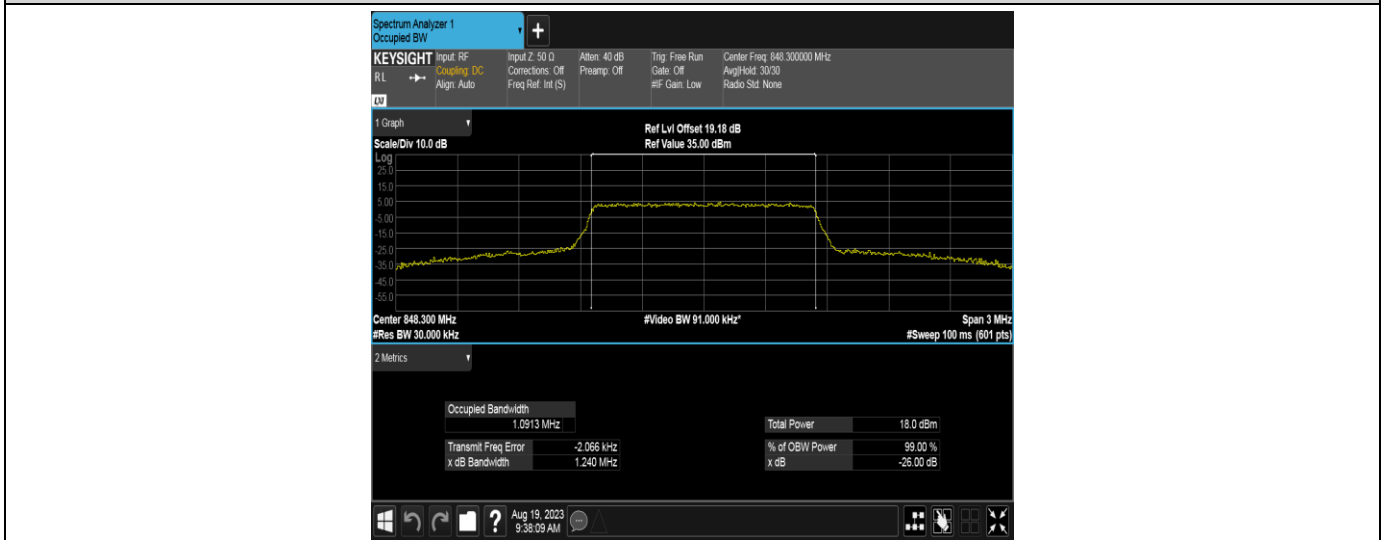 Spectrum Analyzer 1
Occupied BW
+
KEYSIGHT Input: RF Input Z: 50 Ω Atten: 40 dB Trig: Free Run Center Freq: 848.300000 MHz
RL Coupling: DC Corrections: Off Preamp: Off Gate: Off Avg|Hold: 30/30
Align: Auto Freq Ref: Int (S) #IF Gain: Low Radio Std: None
LXI
1 Graph Ref Lvl Offset 19.18 dB
Scale/Div 10.0 dB Ref Value 35.00 dBm
Log
25.0
15.0
5.00
-5.00
-15.0
-25.0
-35.0
-45.0
-55.0
Center 848.300 MHz #Video BW 91.000 kHz* Span 3 MHz
#Res BW 30.000 kHz #Sweep 100 ms (601 pts)
2 Metrics
Occupied Bandwidth
1.0913 MHz Total Power 18.0 dBm
Transmit Freq Error -2.066 kHz % of OBW Power 99.00 %
x dB Bandwidth 1.240 MHz x dB -26.00 dB
? Aug 19, 2023
9:38:09 AM